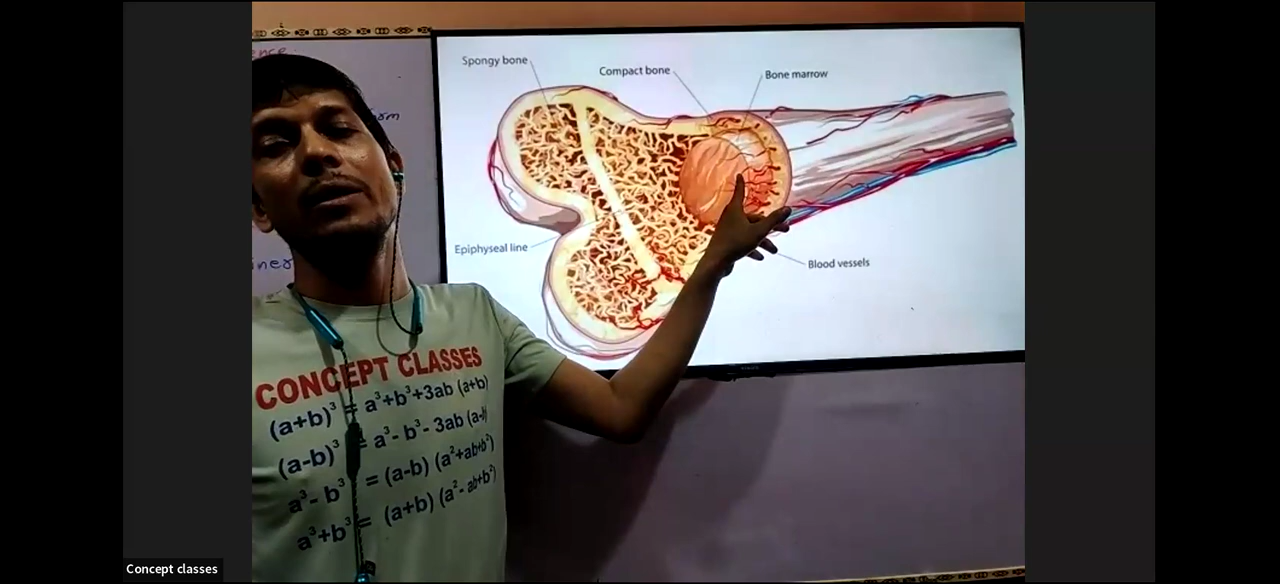 Spongy bone
Compact bone
Bone marrow
Epiphyseal line
Blood vessels
CONCEPT CLASSES
(a+b)³ = a³+b³+3ab (a+b)
(a-b)³ = a³-b³-3ab (a-b)
a³-b³ = (a-b) (a²+ab+b²)
a³+b³ = (a+b) (a²-ab+b²)
Concept classes